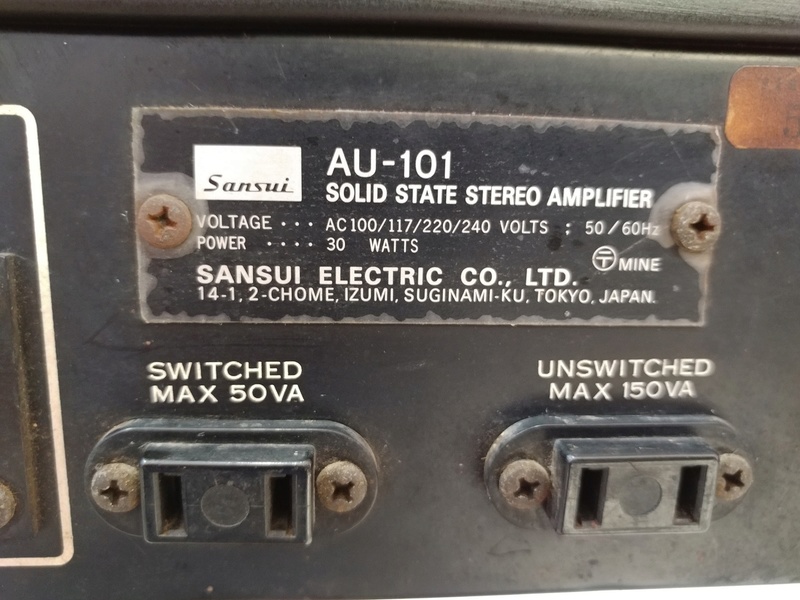 Sansui
AU-101
SOLID STATE STEREO AMPLIFIER
VOLTAGE ··· AC100/117/220/240 VOLTS : 50/60Hz
POWER ···· 30 WATTS
T MINE
SANSUI ELECTRIC CO., LTD.
14-1, 2-CHOME, IZUMI, SUGINAMI-KU, TOKYO, JAPAN.
SWITCHED
MAX 50VA
UNSWITCHED
MAX 150VA